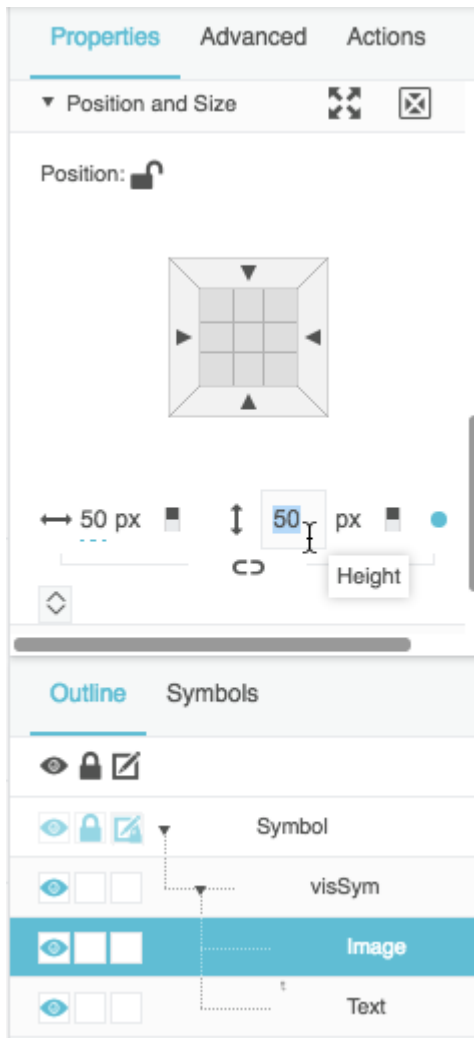 Properties Advanced Actions
Position and Size
Position:
50 px 50 px
Height
Outline Symbols
Symbol
visSym
Image
t
Text